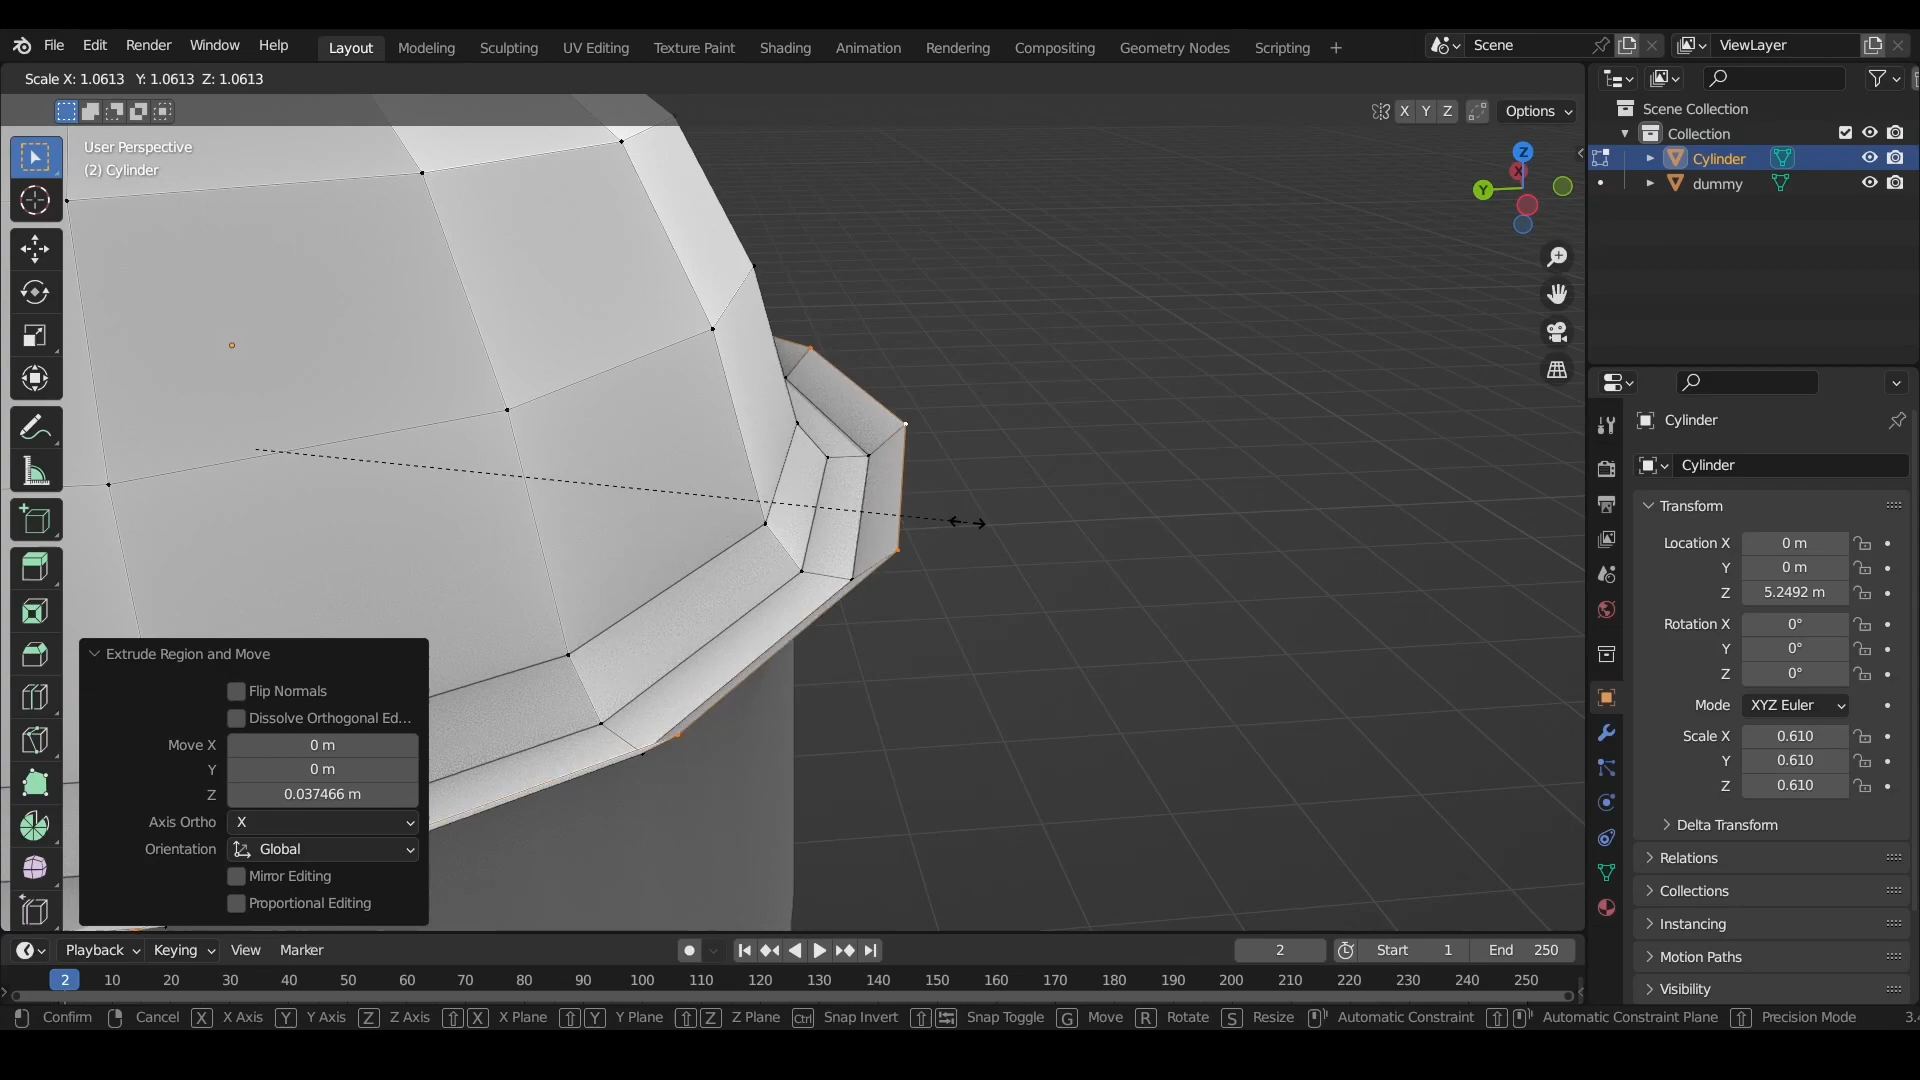 File Edit Render Window Help Layout Modeling Sculpting UV Editing Texture Paint Shading Animation Rendering Compositing Geometry Nodes Scripting + Scene ViewLayer
Scale X: 1.0613 Y: 1.0613 Z: 1.0613
X Y Z Options
User Perspective
(2) Cylinder
Z
X
Y
Scene Collection
Collection
Cylinder
dummy
Cylinder
Cylinder
Transform
Location X 0 m
Y 0 m
Z 5.2492 m
Rotation X 0°
Y 0°
Z 0°
Mode XYZ Euler
Scale X 0.610
Y 0.610
Z 0.610
Delta Transform
Relations
Collections
Instancing
Motion Paths
Visibility
Extrude Region and Move
Flip Normals
Dissolve Orthogonal Ed...
Move X 0 m
Y 0 m
Z 0.037466 m
Axis Ortho X
Orientation Global
Mirror Editing
Proportional Editing
Playback Keying View Marker 2 Start 1 End 250
2 10 20 30 40 50 60 70 80 90 100 110 120 130 140 150 160 170 180 190 200 210 220 230 240 250
Confirm Cancel X X Axis Y Y Axis Z Z Axis X X Plane Y Y Plane Z Z Plane Ctrl Snap Invert Snap Toggle G Move R Rotate S Resize Automatic Constraint Automatic Constraint Plane Precision Mode